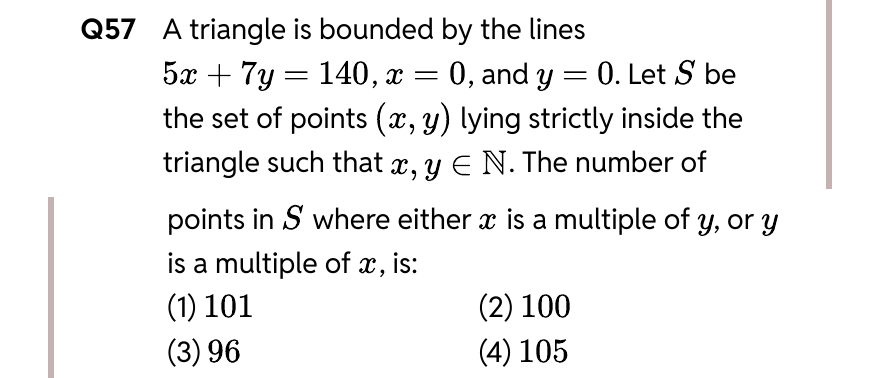 Q57 A triangle is bounded by the lines
5x + 7y = 140, x = 0, and y = 0. Let S be
the set of points (x, y) lying strictly inside the
triangle such that x, y ∈ ℕ. The number of
points in S where either x is a multiple of y, or y
is a multiple of x, is:
(1) 101 (2) 100
(3) 96 (4) 105